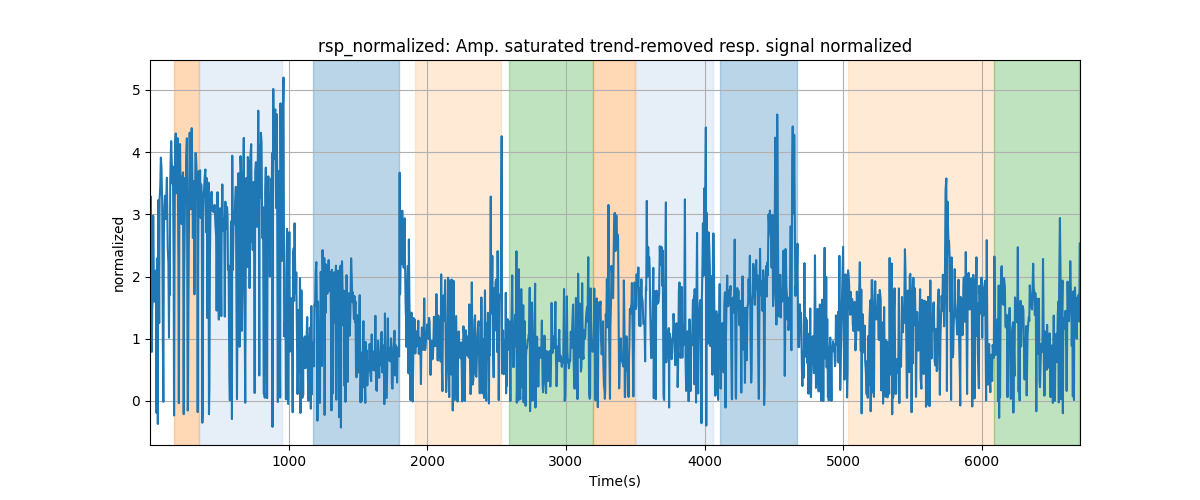 rsp_normalized: Amp. saturated trend-removed resp. signal normalized
normalized
5
4
3
2
1
0
1000 2000 3000 4000 5000 6000
Time(s)